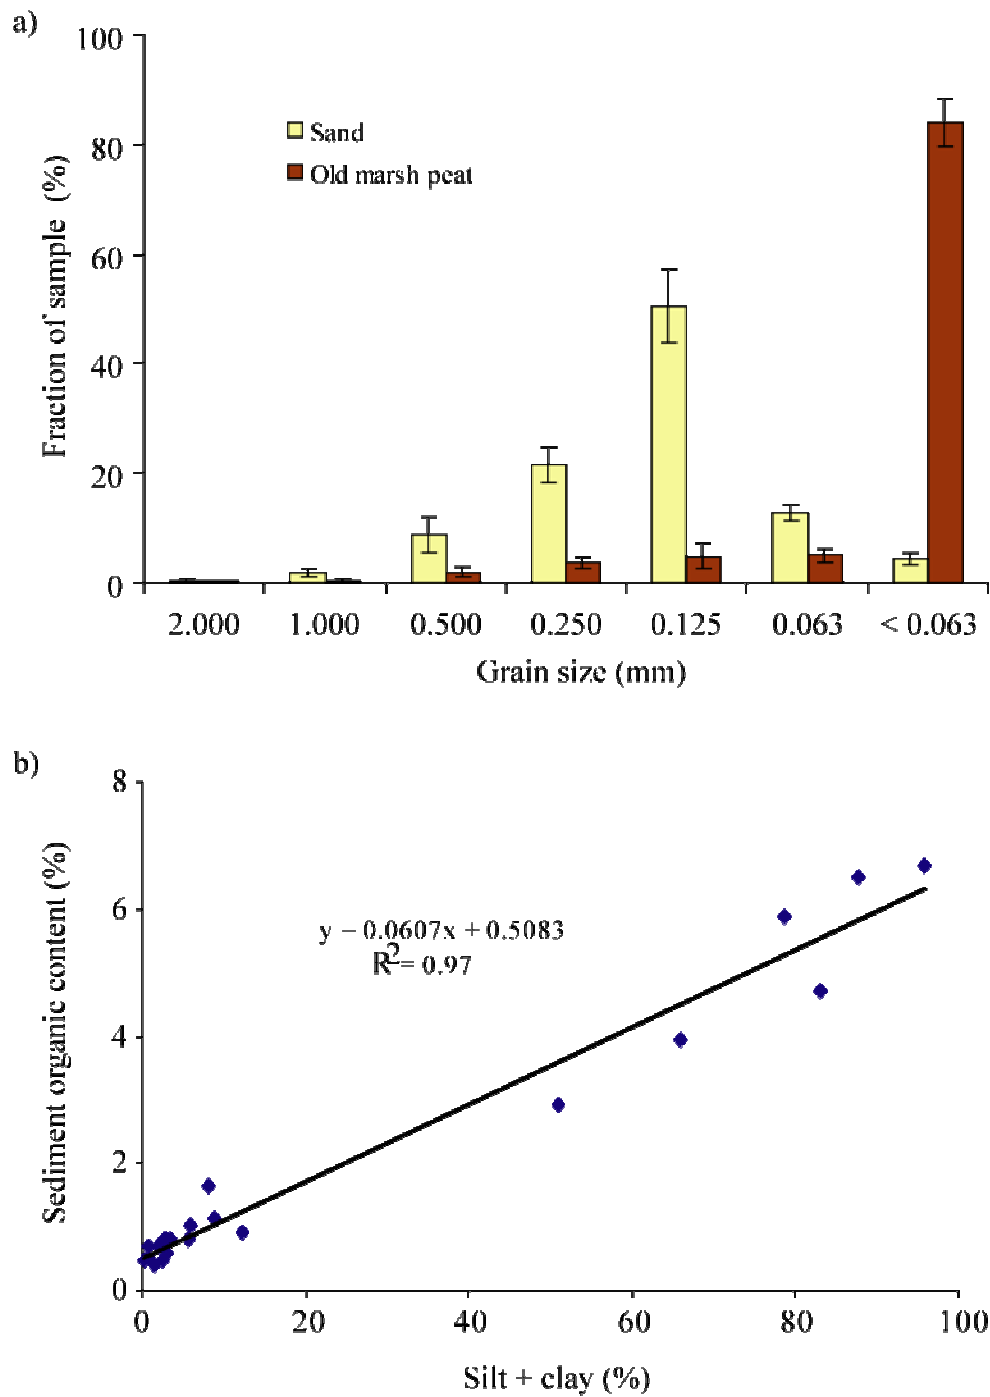 a)
100
80
60
40
20
0
Fraction of sample (%)
Sand
Old marsh peat
2.000 1.000 0.500 0.250 0.125 0.063 < 0.063
Grain size (mm)
b)
8
6
4
2
0
Sediment organic content (%)
y = 0.0607x + 0.5083
R2 = 0.97
0 20 40 60 80 100
Silt + clay (%)